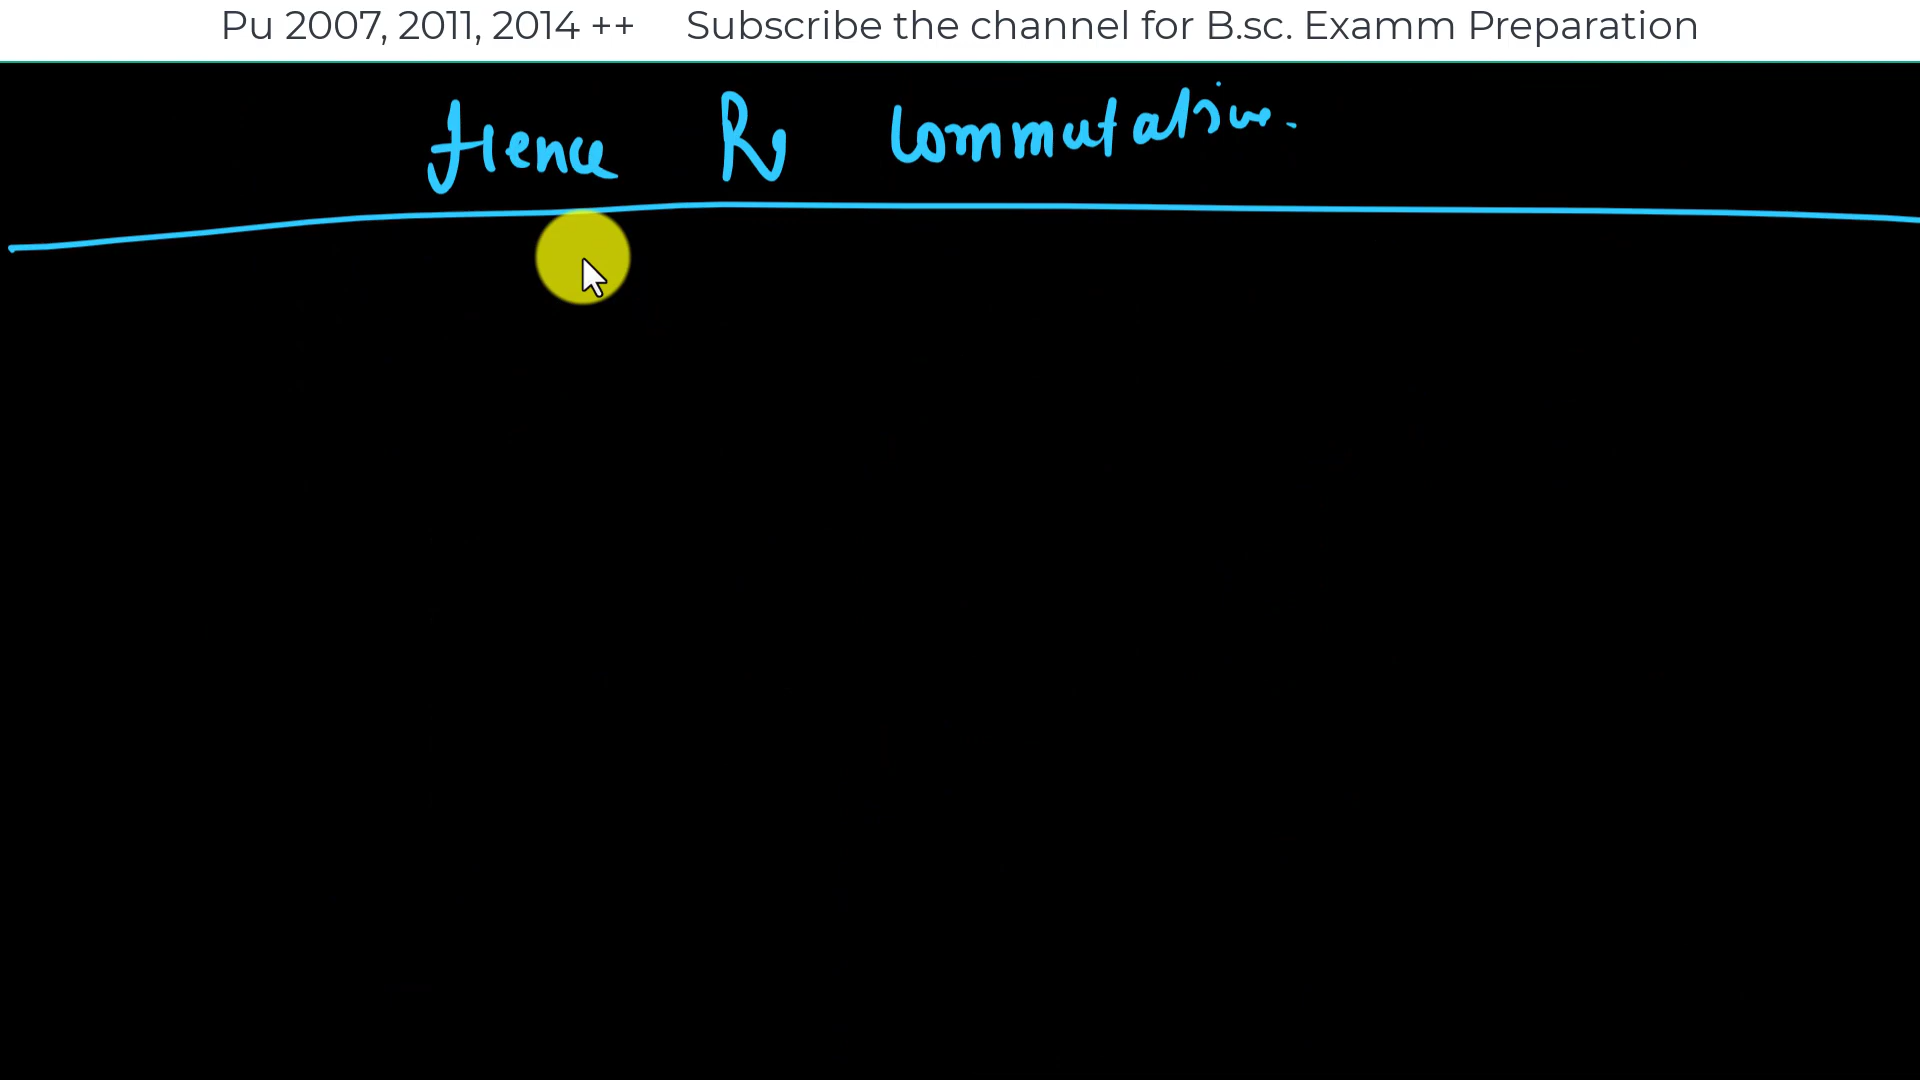 Pu 2007, 2011, 2014 ++ Subscribe the channel for B.sc. Examm Preparation
Hence R, Commutative.